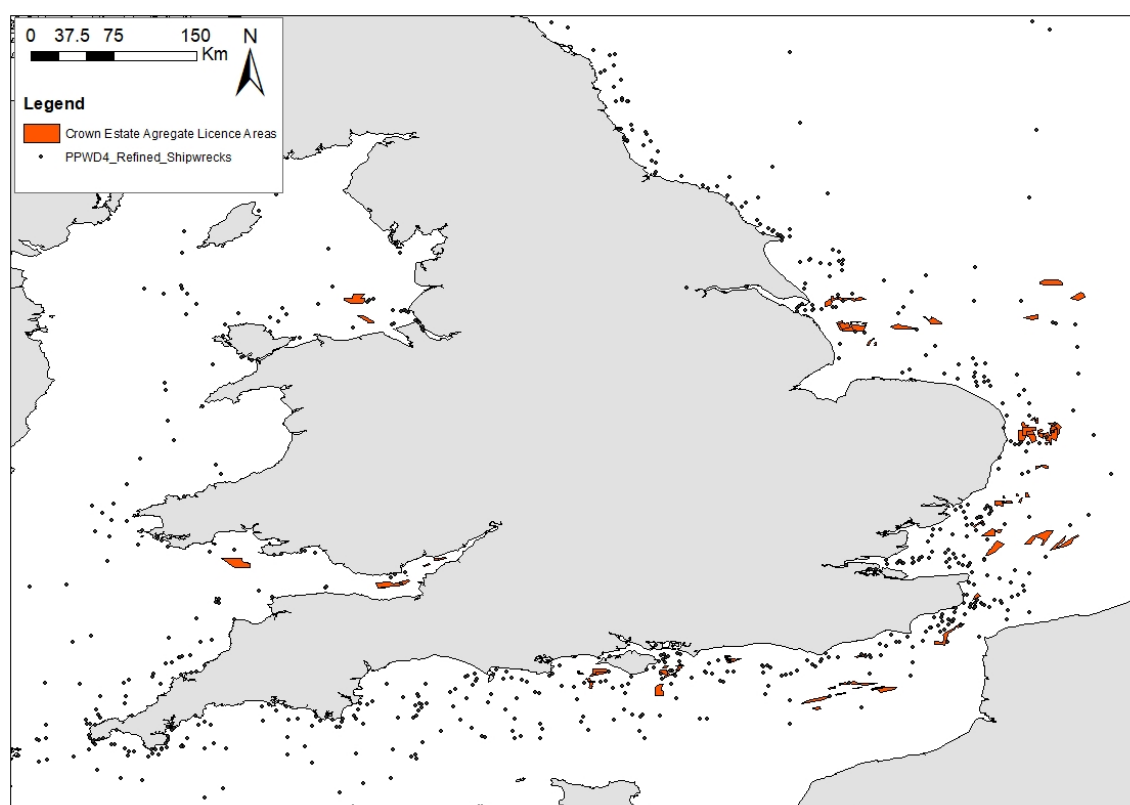 0 37.5 75 150
Km
N
Legend
Crown Estate Agregate Licence Areas
PPWD4_Refined_Shipwrecks